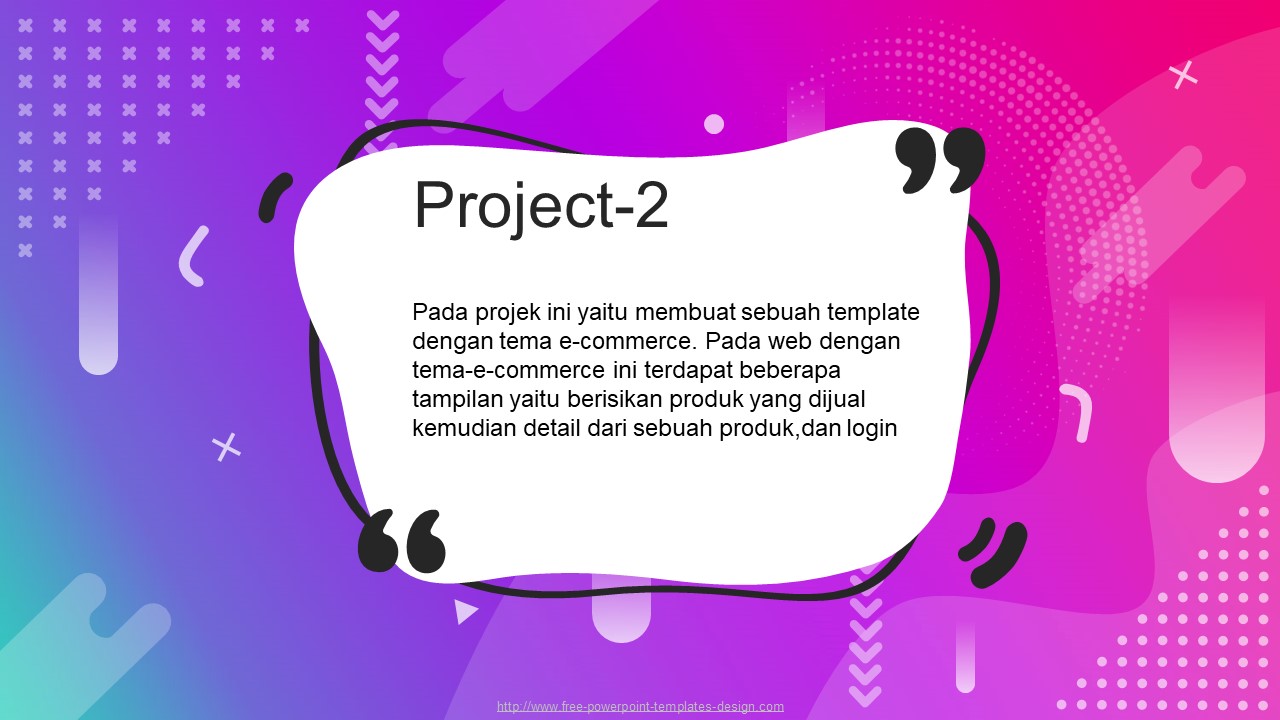 Project-2
Pada projek ini yaitu membuat sebuah template
dengan tema e-commerce. Pada web dengan
tema-e-commerce ini terdapat beberapa
tampilan yaitu berisikan produk yang dijual
kemudian detail dari sebuah produk,dan login
http://www.free-powerpoint-templates-design.com